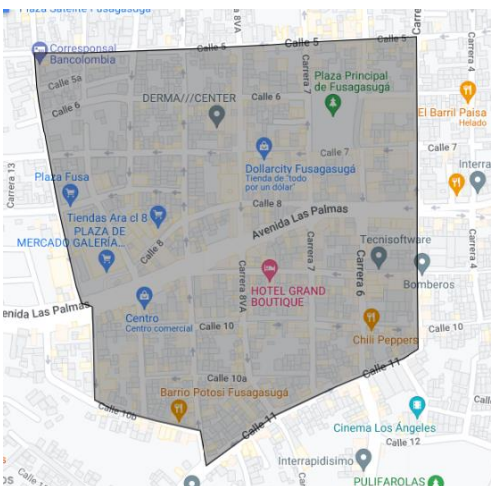 Plaza Satélite Fusagasugá
Corresponsal
Bancolombia
Calle 5
Carrera 8VA
Calle 5
Calle 5
Calle 5a
Calle 6
DERMA///CENTER
Calle 6
Carrera 7
Plaza Principal
de Fusagasugá
Carrera 4
El Barril Paisa
Helado
Calle 7
Calle 7
Carrera 13
Plaza Fusa
Dollarcity Fusagasugá
Tienda de "todo
por un dólar"
Calle 8
Tiendas Ara cl 8
PLAZA DE
MERCADO GALERÍA...
Calle 8
Avenida Las Palmas
Tecnisoftware
Carrera 4
Carrera 8VA
HOTEL GRAND
BOUTIQUE
Carrera 7
Carrera 6
Bomberos
enida Las Palmas
Centro
Centro comercial
Calle 10
Calle 10
Chili Peppers
Calle 11
Calle 10a
Barrio Potosi Fusagasuga
Calle 10b
Calle 11
Cinema Los Ángeles
Calle 12
Interrapidisimo
PULIFAROLAS